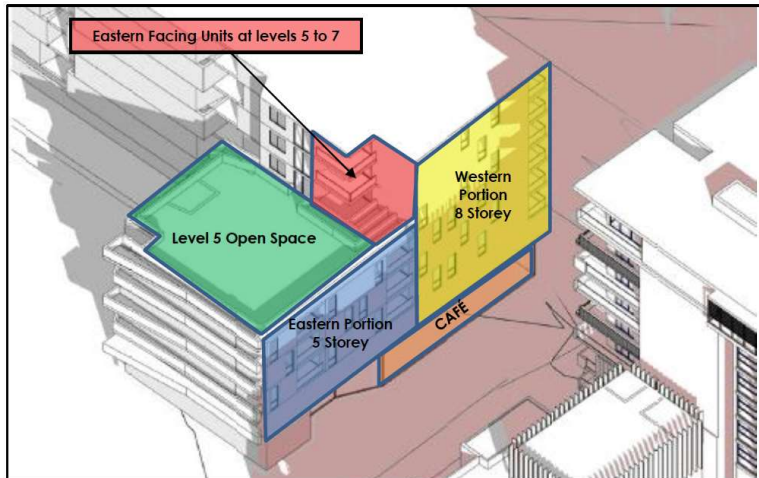 Eastern Facing Units at levels 5 to 7
Western
Portion
8 Storey
Level 5 Open Space
Eastern Portion
5 Storey
CAFÉ